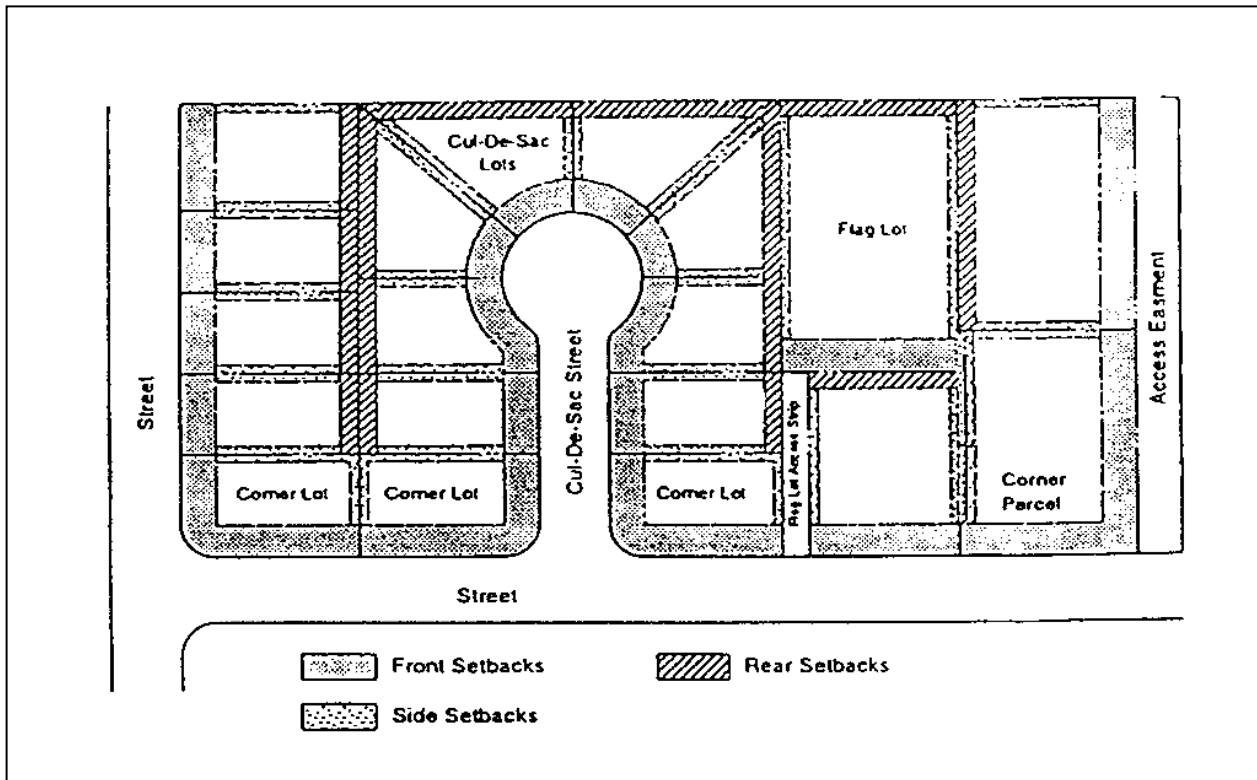 Cul-De-Sac
Lots
Flag Lot
Street
Cul-De-Sac Street
Flag Lot Access Strip
Access Easment
Corner Lot
Corner Lot
Corner Lot
Corner
Parcel
Street
Front Setbacks
Rear Setbacks
Side Setbacks